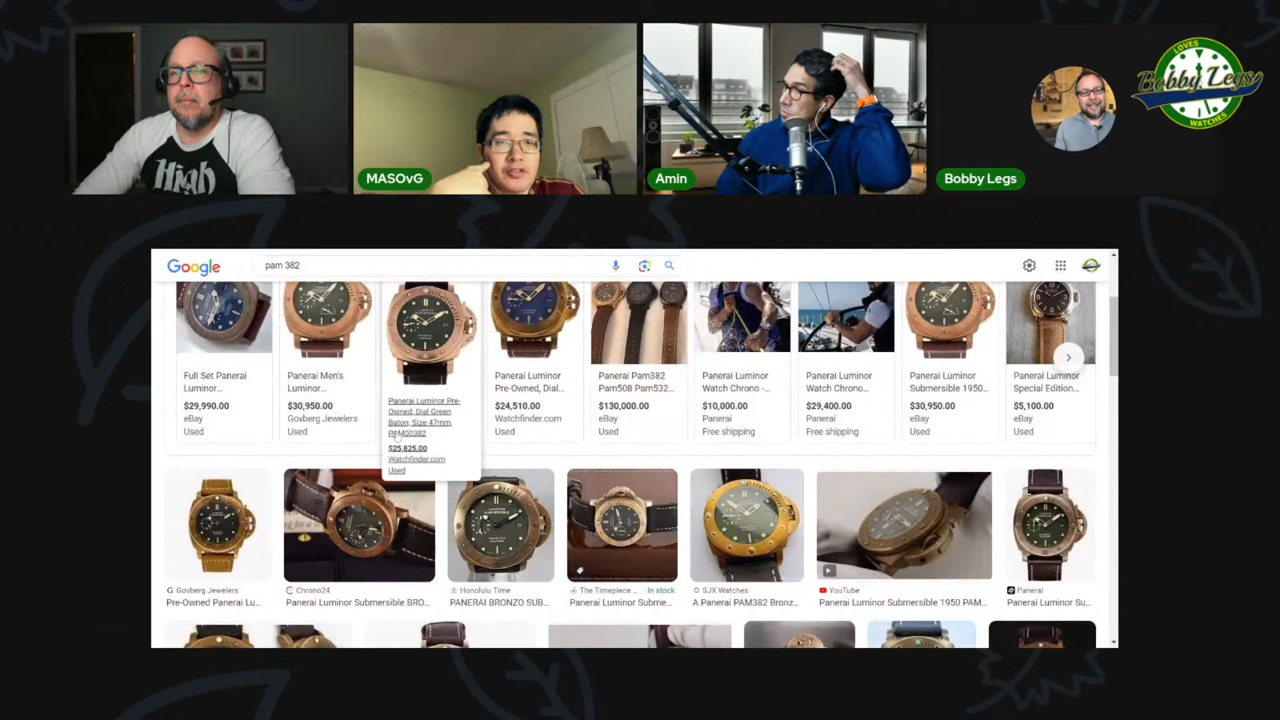 High
MASOvG
Amin
Bobby Legs
LOVES
Bobby Legs
WATCHES
Google
pam 382
Full Set Panerai
Luminor...
$29,990.00
eBay
Used
Panerai Men's
Luminor...
$30,950.00
Govberg Jewelers
Used
Panerai Luminor Pre-
Owned, Dial Green
Baton, Size 47mm,
PAM00382
$25,825.00
Watchfinder.com
Used
Panerai Luminor
Pre-Owned, Dial...
$24,510.00
Watchfinder.com
Used
Panerai Pam382
Pam508 Pam532...
$130,000.00
eBay
Used
Panerai Luminor
Watch Chrono -...
$10,000.00
Panerai
Free shipping
Panerai Luminor
Watch Chrono...
$29,400.00
Panerai
Free shipping
Panerai Luminor
Submersible 1950...
$30,950.00
eBay
Used
Panerai Luminor
Special Edition...
$5,100.00
eBay
Used
Govberg Jewelers
Pre-Owned Panerai Lu...
Chrono24
Panerai Luminor Submersible BRO...
Honolulu Time
PANERAI BRONZO SUB...
The Timepiece ... · In stock
Panerai Luminor Subme...
SJX Watches
A Panerai PAM382 Bronz...
YouTube
Panerai Luminor Submersible 1950 PAM...
Panerai
Panerai Luminor Su...